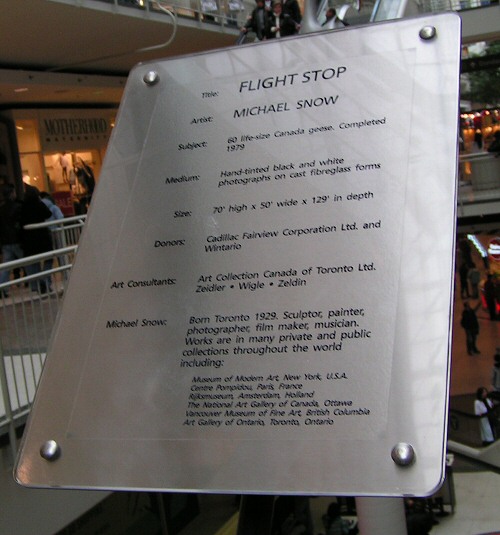 Title: FLIGHT STOP
Artist: MICHAEL SNOW
Subject: 60 life-size Canada geese. Completed
1979
Medium: Hand-tinted black and white
photographs on cast fibreglass forms
Size: 70' high x 50' wide x 129' in depth
Donors: Cadillac Fairview Corporation Ltd. and
Wintario
Art Consultants: Art Collection Canada of Toronto Ltd.
Zeidler • Wigle • Zeldin
Michael Snow: Born Toronto 1929. Sculptor, painter,
photographer, film maker, musician.
Works are in many private and public
collections throughout the world
including:
Museum of Modern Art, New York, U.S.A.
Centre Pompidou, Paris, France
Rijksmuseum, Amsterdam, Holland
The National Art Gallery of Canada, Ottawa
Vancouver Museum of Fine Art, British Columbia
Art Gallery of Ontario, Toronto, Ontario
MOTHERHOOD
MATERNITY